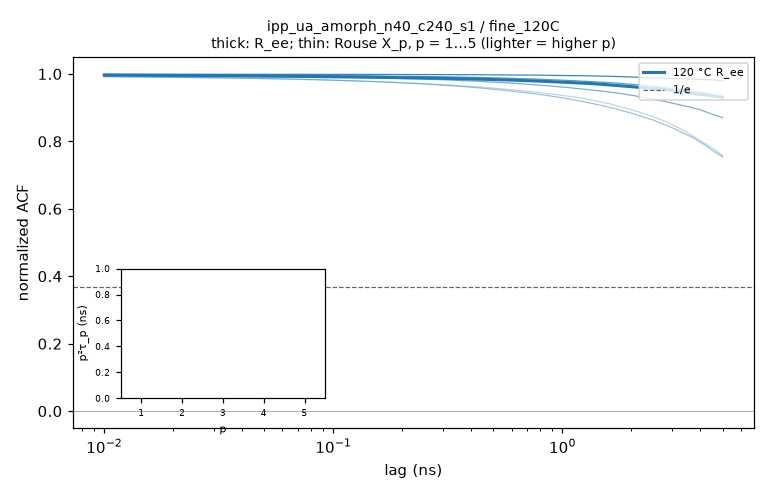 ipp_ua_amorph_n40_c240_s1 / fine_120C
thick: R_ee; thin: Rouse X_p, p = 1…5 (lighter = higher p)
normalized ACF
1.0
0.8
0.6
0.4
0.2
0.0
120 °C R_ee
1/e
p²τ_p (ns)
1.0
0.8
0.6
0.4
0.2
0.0
1 2 3 4 5
p
10⁻² 10⁻¹ 10⁰
lag (ns)